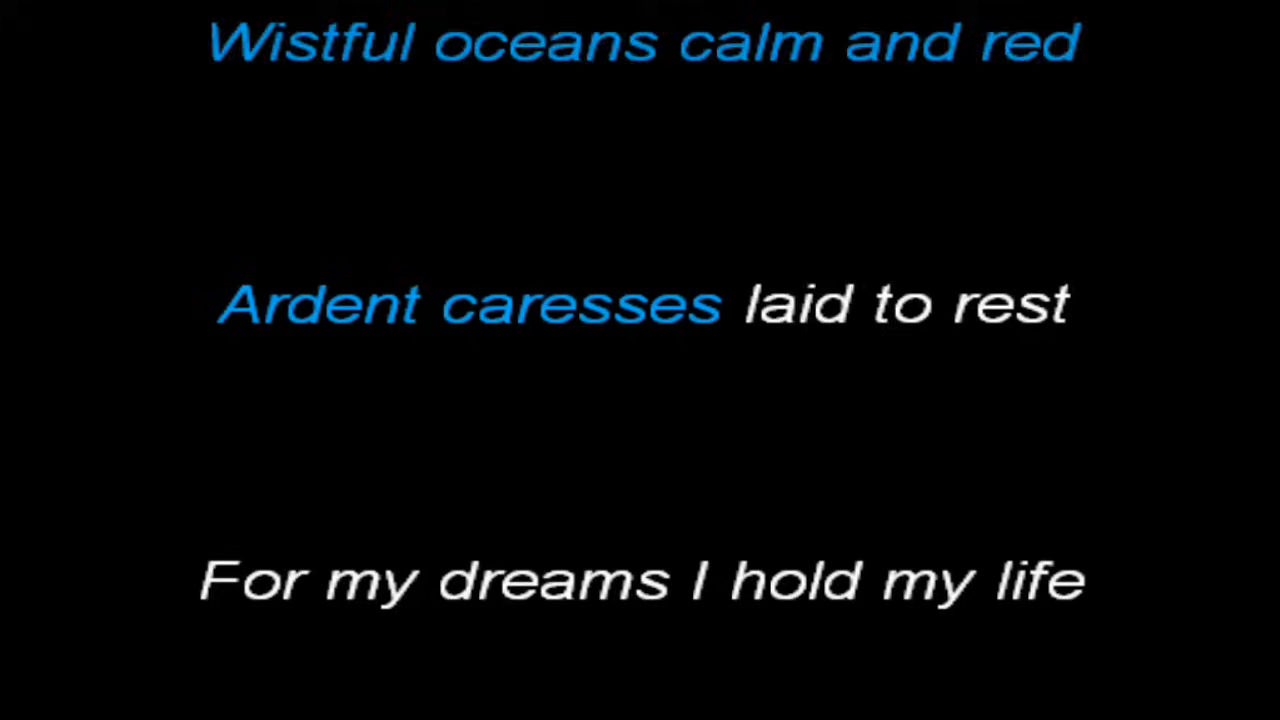 Wistful oceans calm and red
Ardent caresses laid to rest
For my dreams I hold my life